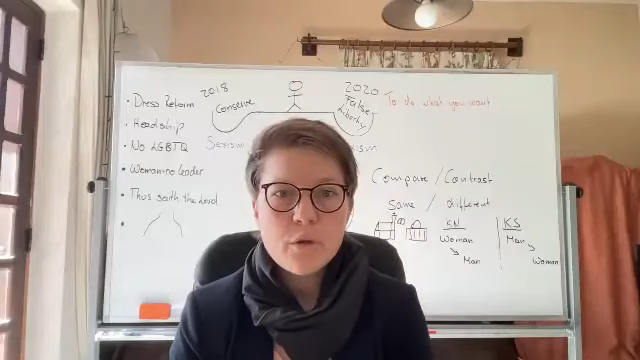 2018
Conserve
2020
False
Liberty
To do what you want
• Dress Reform
• Headship
• No LGBTQ
• Woman-no leader
• Thus saith the Lord
Sexism
Compare / Contrast
Same / different
KN
Woman
Man
KS
Man
Woman